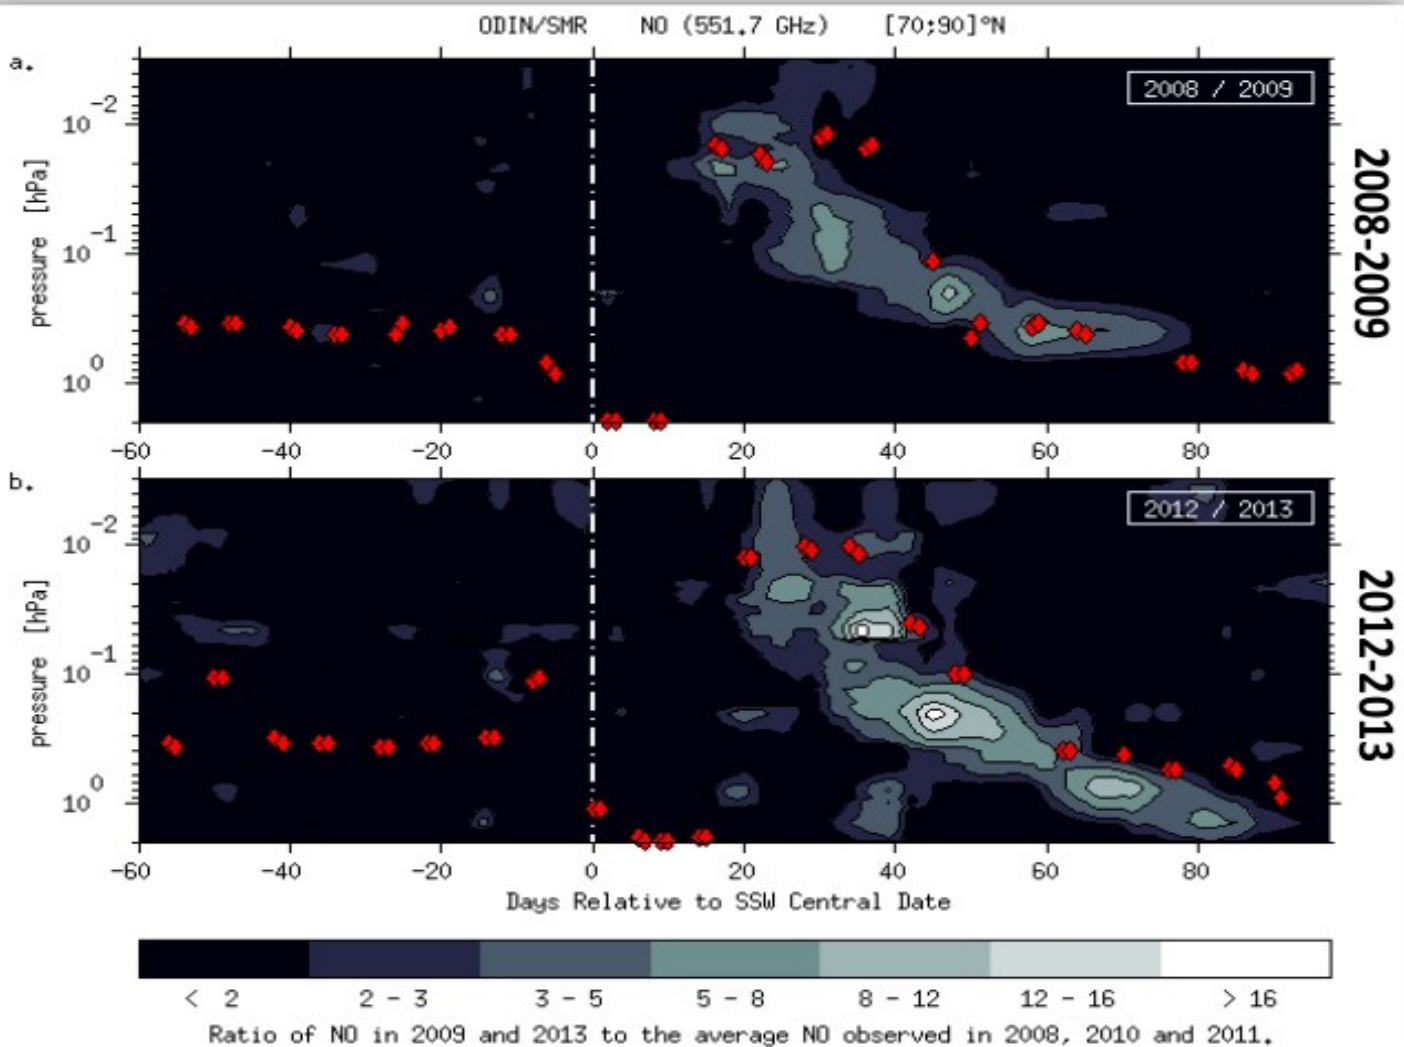 ODIN/SMR NO (551.7 GHz) [70;90]°N
a.
2008 / 2009
10 -2
10 -1
10 0
pressure [hPa]
2008-2009
-60 -40 -20 0 20 40 60 80
b.
2012 / 2013
10 -2
10 -1
10 0
pressure [hPa]
2012-2013
-60 -40 -20 0 20 40 60 80
Days Relative to SSW Central Date
< 2 2 - 3 3 - 5 5 - 8 8 - 12 12 - 16 > 16
Ratio of NO in 2009 and 2013 to the average NO observed in 2008, 2010 and 2011.